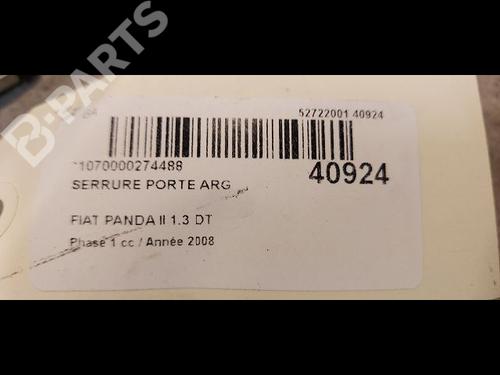 B-PARTS
52722001 40924
1070000274488
SERRURE PORTE ARG
40924
FIAT PANDA II 1.3 DT
Phase 1 cc / Année 2008